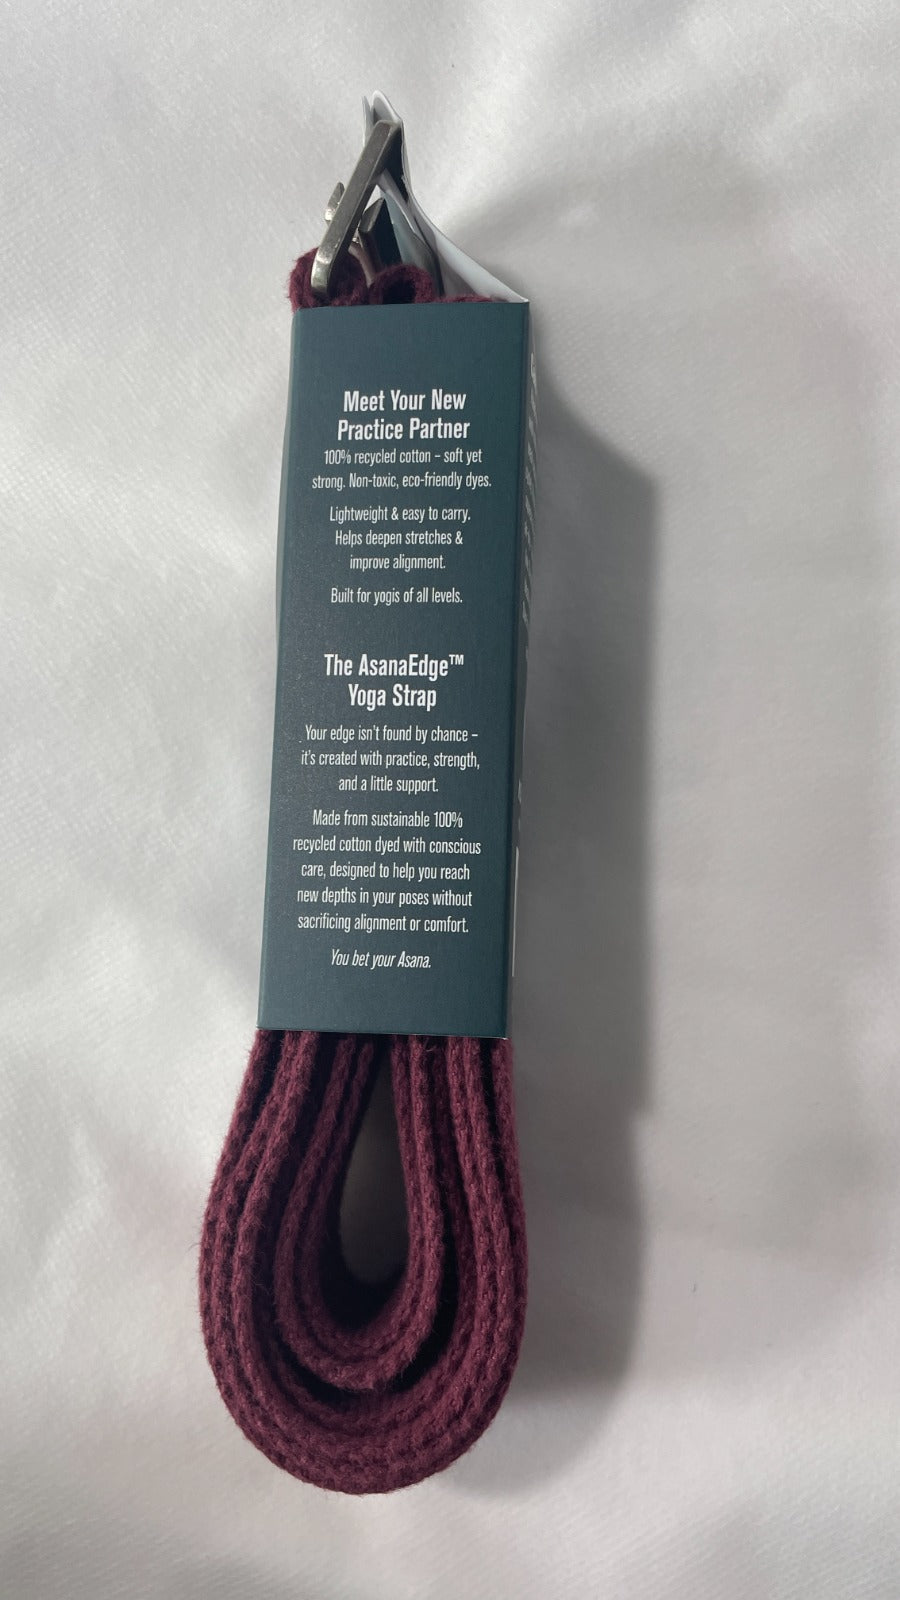 Meet Your New
Practice Partner
100% recycled cotton – soft yet
strong. Non-toxic, eco-friendly dyes.
Lightweight & easy to carry.
Helps deepen stretches &
improve alignment.
Built for yogis of all levels.
The AsanaEdge™
Yoga Strap
Your edge isn't found by chance –
it's created with practice, strength,
and a little support.
Made from sustainable 100%
recycled cotton dyed with conscious
care, designed to help you reach
new depths in your poses without
sacrificing alignment or comfort.
You bet your Asana.